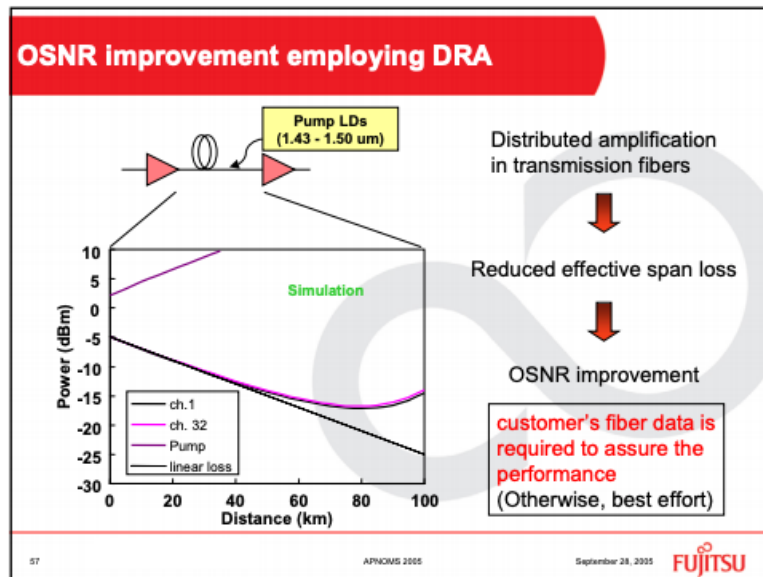 OSNR improvement employing DRA
Pump LDs
(1.43 - 1.50 um)
Distributed amplification
in transmission fibers
Reduced effective span loss
OSNR improvement
customer's fiber data is
required to assure the
performance
(Otherwise, best effort)
10
5
0
-5
-10
-15
-20
-25
-30
Power (dBm)
Simulation
ch.1
ch. 32
Pump
linear loss
0 20 40 60 80 100
Distance (km)
57 APNOMS 2005 September 28, 2005 FUJITSU